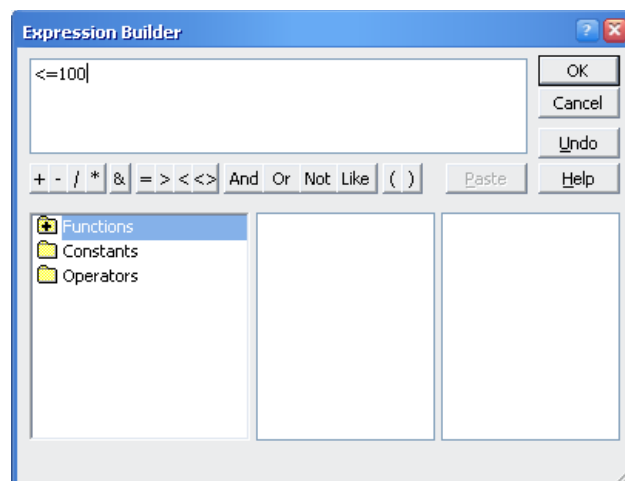 Expression Builder
<=100
OK
Cancel
Undo
+ - / * & = > < <> And Or Not Like ( ) Paste Help
Functions
Constants
Operators